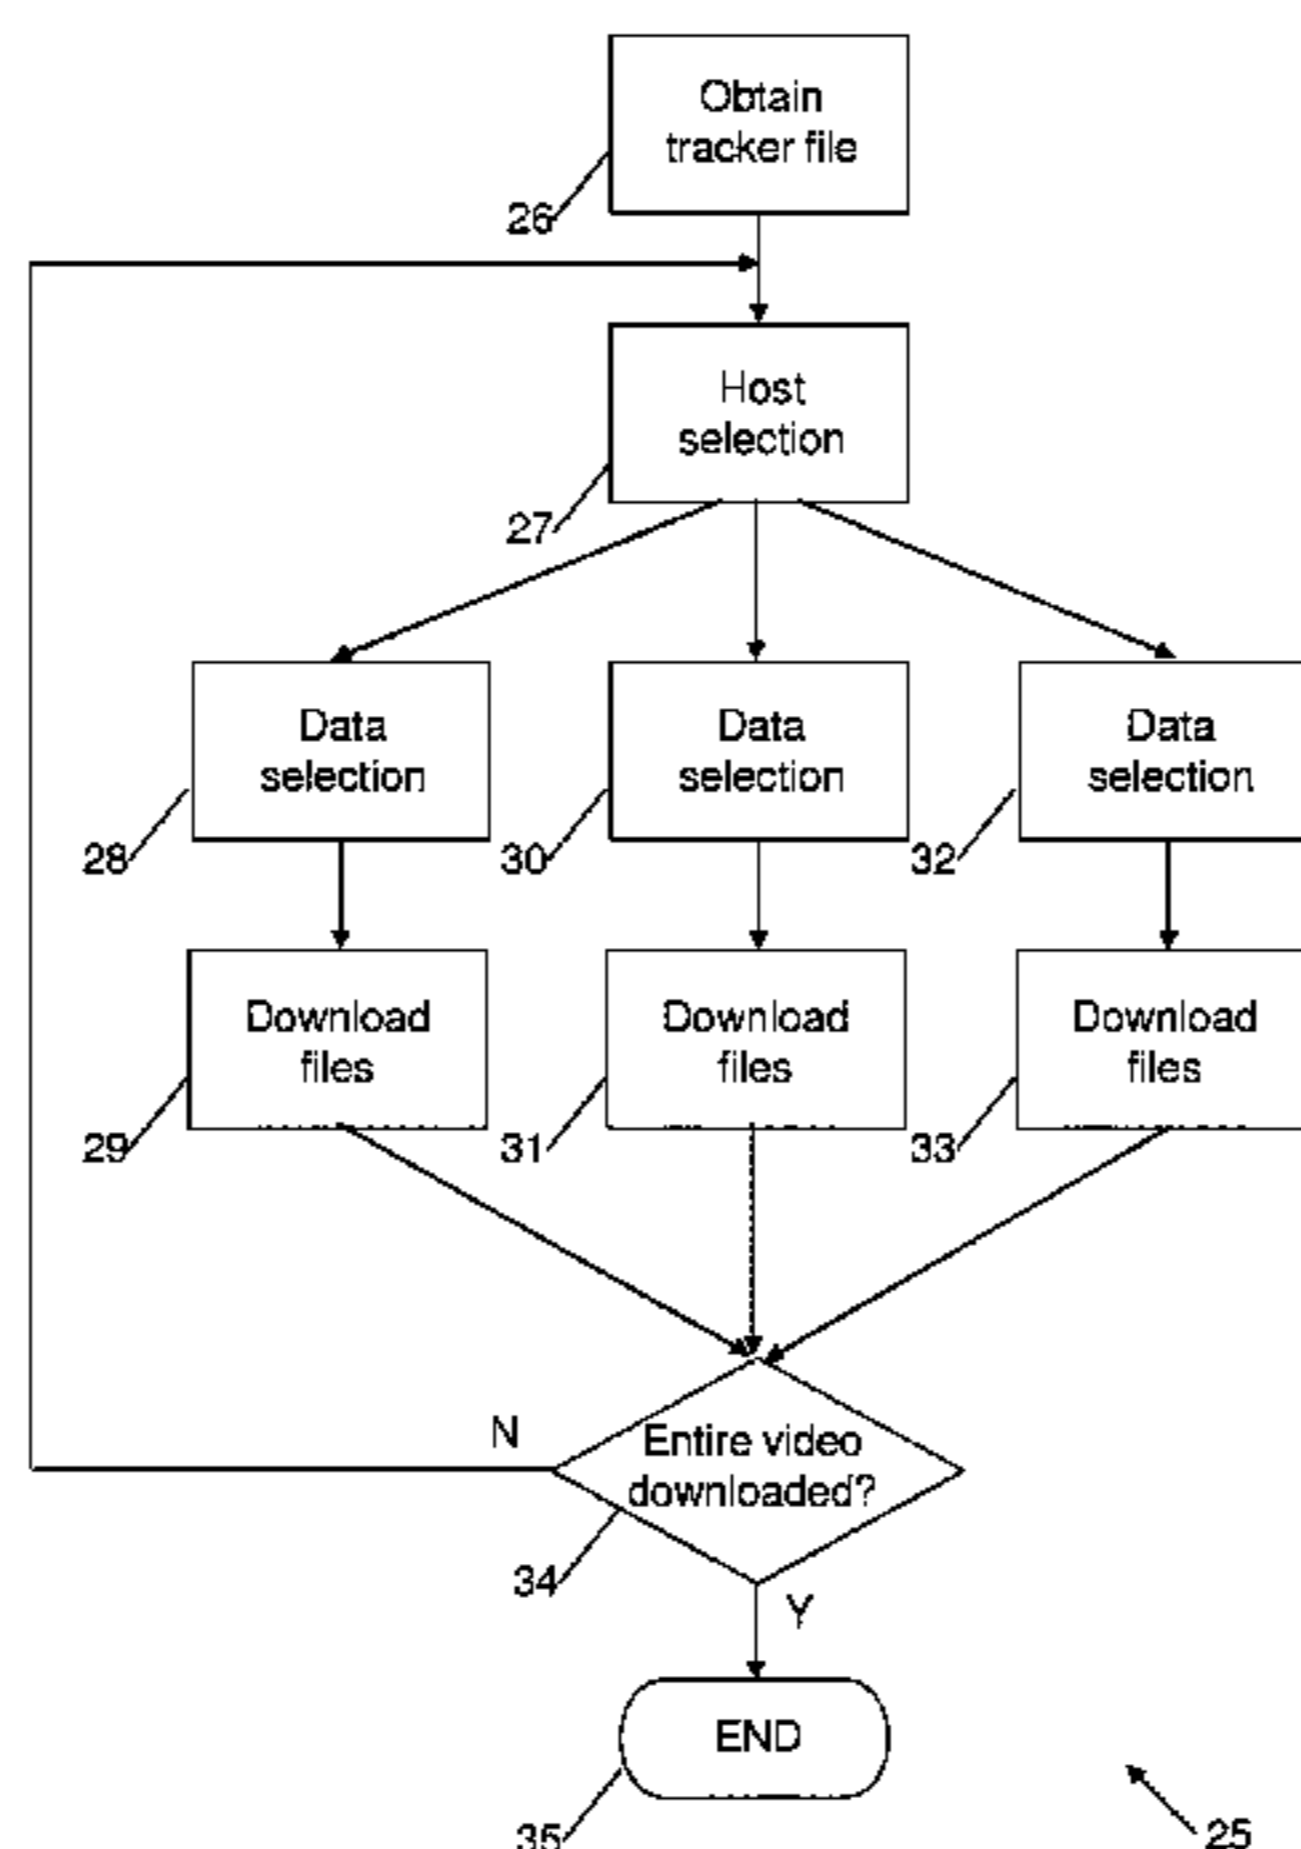 Obtain
tracker file
26
Host
selection
27
Data
selection
Data
selection
Data
selection
28
30
32
Download
files
Download
files
Download
files
29
31
33
N
Entire video
downloaded?
34
Y
END
35
25